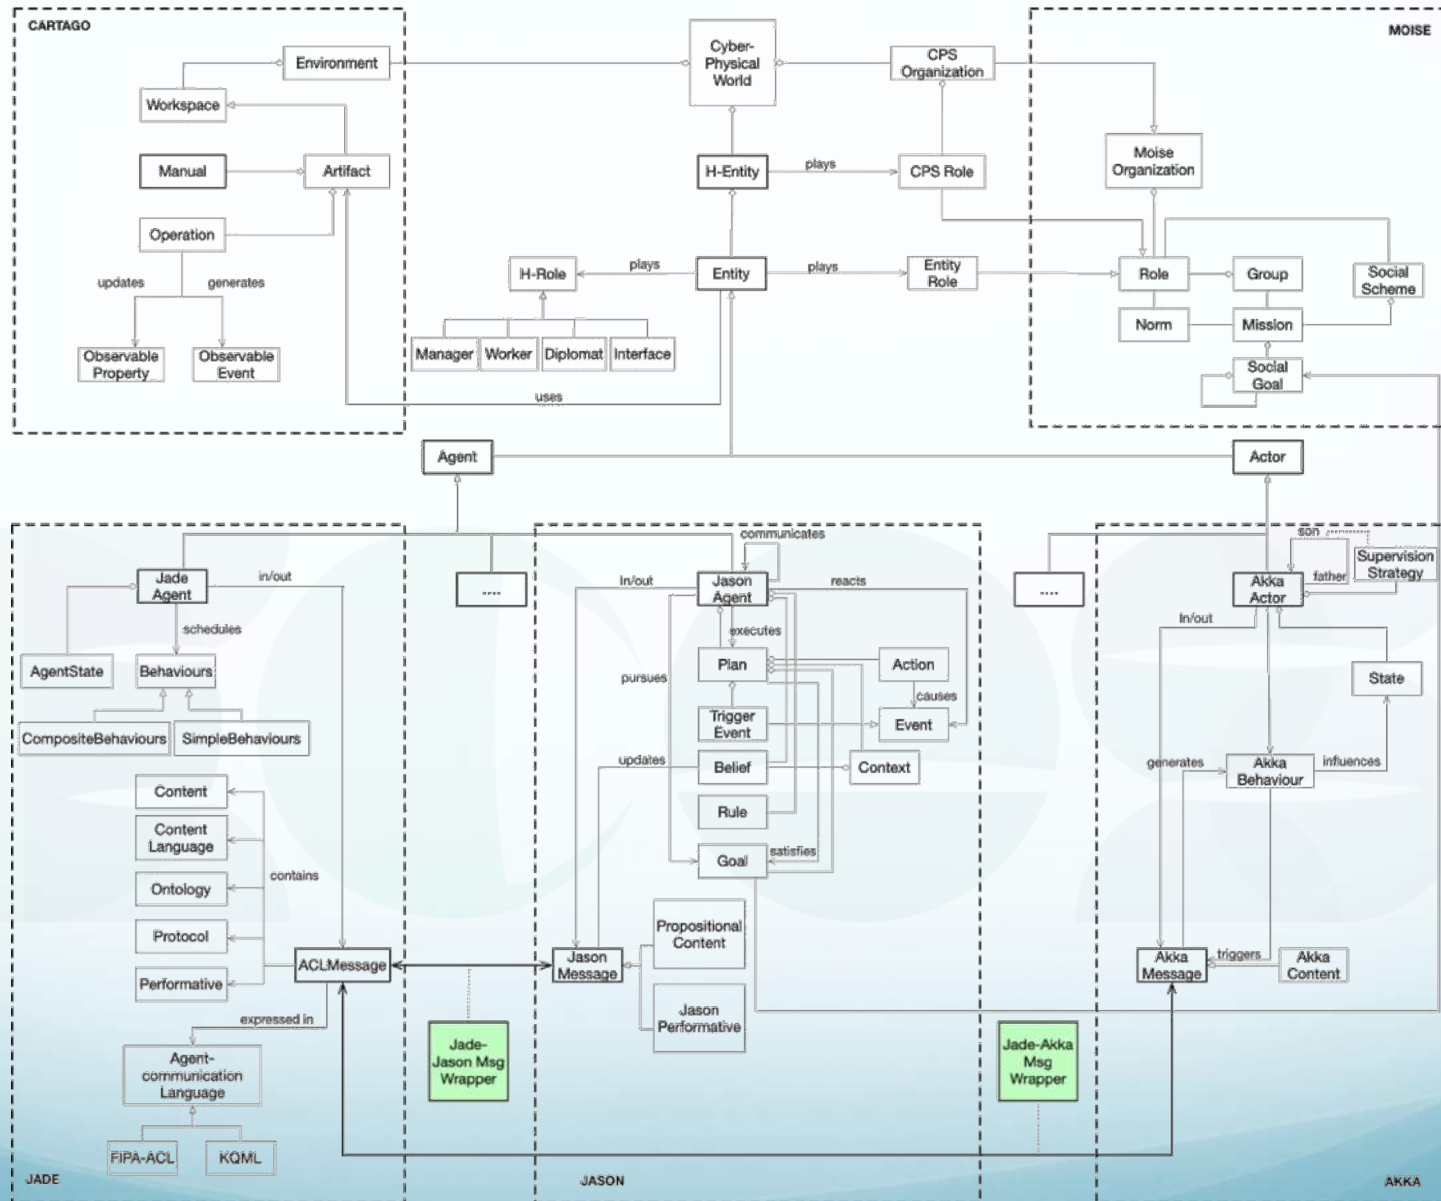 CARTAGO
MOISE
Environment
Cyber-
Physical
World
CPS
Organization
Workspace
Manual
Artifact
H-Entity
plays
CPS Role
Moise
Organization
Operation
updates
generates
H-Role
plays
Entity
plays
Entity
Role
Role
Group
Social
Scheme
Norm
Mission
Observable
Property
Observable
Event
Manager
Worker
Diplomat
Interface
Social
Goal
uses
Agent
Actor
communicates
son
Jade
Agent
in/out
....
In/out
Jason
Agent
reacts
....
Akka
Actor
father
Supervision
Strategy
In/out
schedules
executes
AgentState
Behaviours
pursues
Plan
Action
State
causes
CompositeBehaviours
SimpleBehaviours
Trigger
Event
Event
updates
Belief
Context
generates
Akka
Behaviour
influences
Content
Content
Language
Rule
contains
Goal
satisfies
Ontology
Protocol
Propositional
Content
Performative
ACLMessage
Jason
Message
Akka
Message
triggers
Akka
Content
Jason
Performative
expressed in
Agent-
communication
Language
Jade-
Jason Msg
Wrapper
Jade-Akka
Msg
Wrapper
FIPA-ACL
KQML
JADE
JASON
AKKA